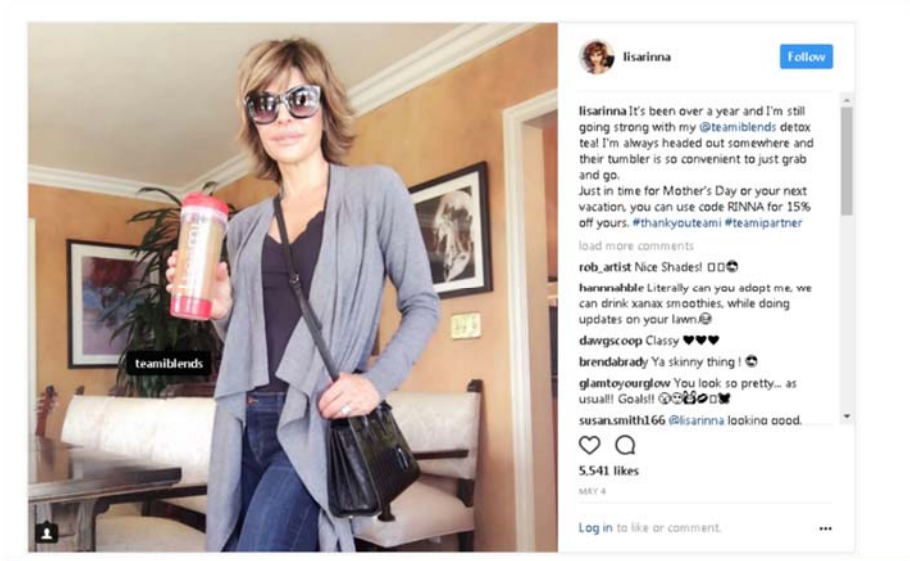 lisarinna
Follow
lisarinna It's been over a year and I'm still
going strong with my @teamiblends detox
tea! I'm always headed out somewhere and
their tumbler is so convenient to just grab
and go.
Just in time for Mother's Day or your next
vacation, you can use code RINNA for 15%
off yours. #thankyouteami #teamipartner
load more comments
rob_artist Nice Shades!
hannnahble Literally can you adopt me, we
can drink xanax smoothies, while doing
updates on your lawn
dawgscoop Classy ♥♥♥
brendabrady Ya skinny thing !
glamtoyourglow You look so pretty... as
usual!! Goals!!
susan.smith166 @lisarinna looking good.
5,541 likes
MAY 4
Log in to like or comment.
teamiblends